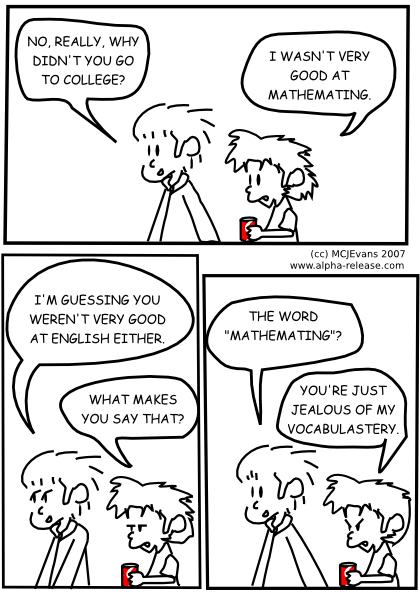 NO, REALLY, WHY
DIDN'T YOU GO
TO COLLEGE?
I WASN'T VERY
GOOD AT
MATHEMATING.
(cc) MCJEvans 2007
www.alpha-release.com
I'M GUESSING YOU
WEREN'T VERY GOOD
AT ENGLISH EITHER.
WHAT MAKES
YOU SAY THAT?
THE WORD
"MATHEMATING"?
YOU'RE JUST
JEALOUS OF MY
VOCABULASTERY.